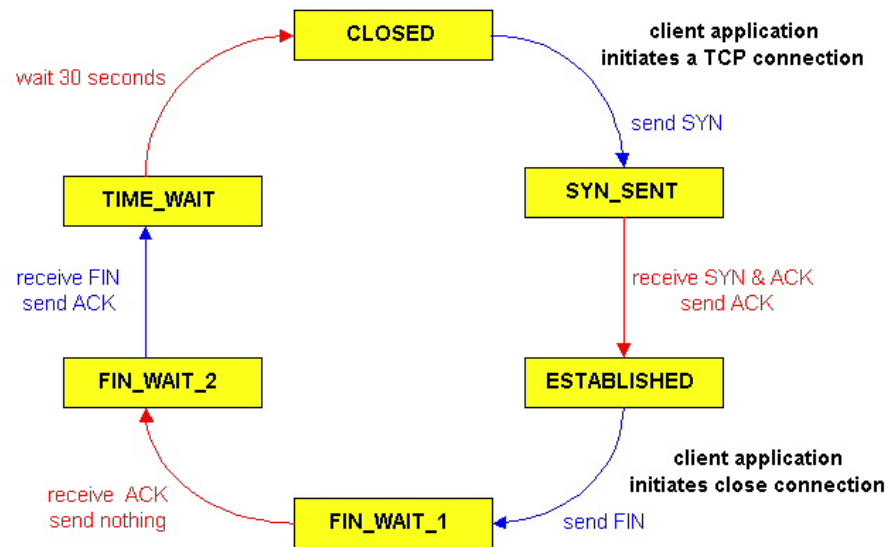 CLOSED
client application
initiates a TCP connection
wait 30 seconds
send SYN
TIME_WAIT
SYN_SENT
receive FIN
send ACK
receive SYN & ACK
send ACK
FIN_WAIT_2
ESTABLISHED
client application
initiates close connection
receive ACK
send nothing
FIN_WAIT_1
send FIN